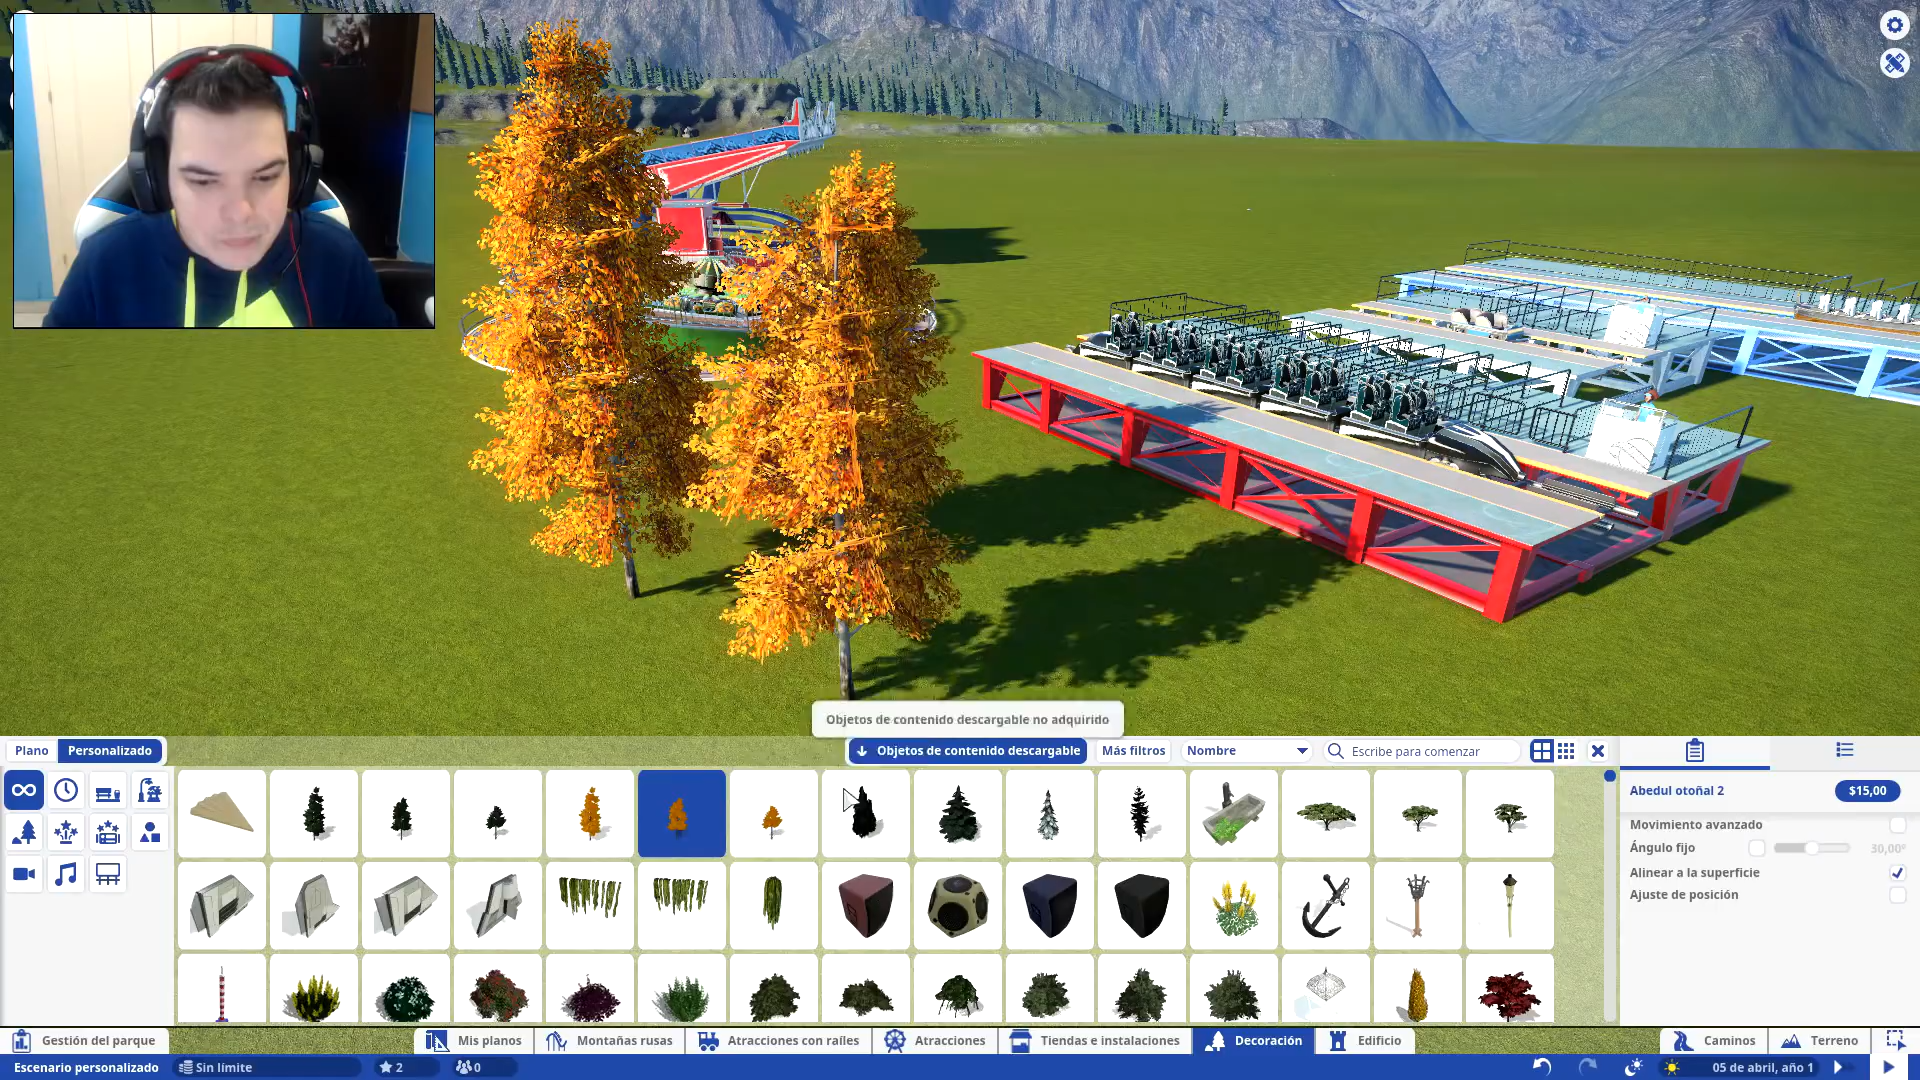 Objetos de contenido descargable no adquirido
Plano
Personalizado
Objetos de contenido descargable
Más filtros
Nombre
Escribe para comenzar
Abedul otoñal 2
$15,00
Movimiento avanzado
Ángulo fijo
30,00º
Alinear a la superficie
Ajuste de posición
Gestión del parque
Mis planos
Montañas rusas
Atracciones con raíles
Atracciones
Tiendas e instalaciones
Decoración
Edificio
Caminos
Terreno
Escenario personalizado
Sin límite
2
0
05 de abril, año 1